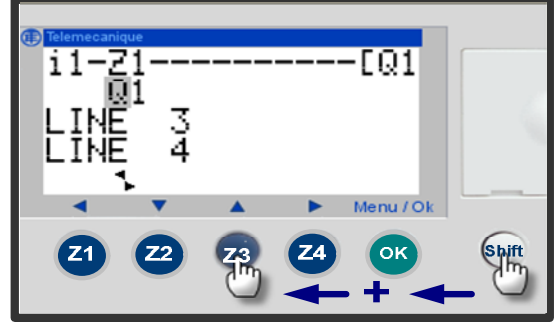 Telemecanique
i1-Z1-----------[Q1
Q1
LINE 3
LINE 4
Menu / Ok
Z1 Z2 Z3 Z4 OK Shift
+